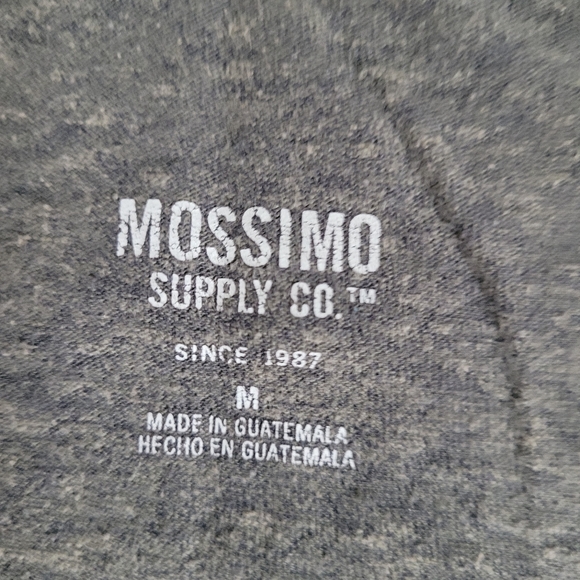 MOSSIMO
SUPPLY CO.™
SINCE 1987
M
MADE IN GUATEMALA
HECHO EN GUATEMALA